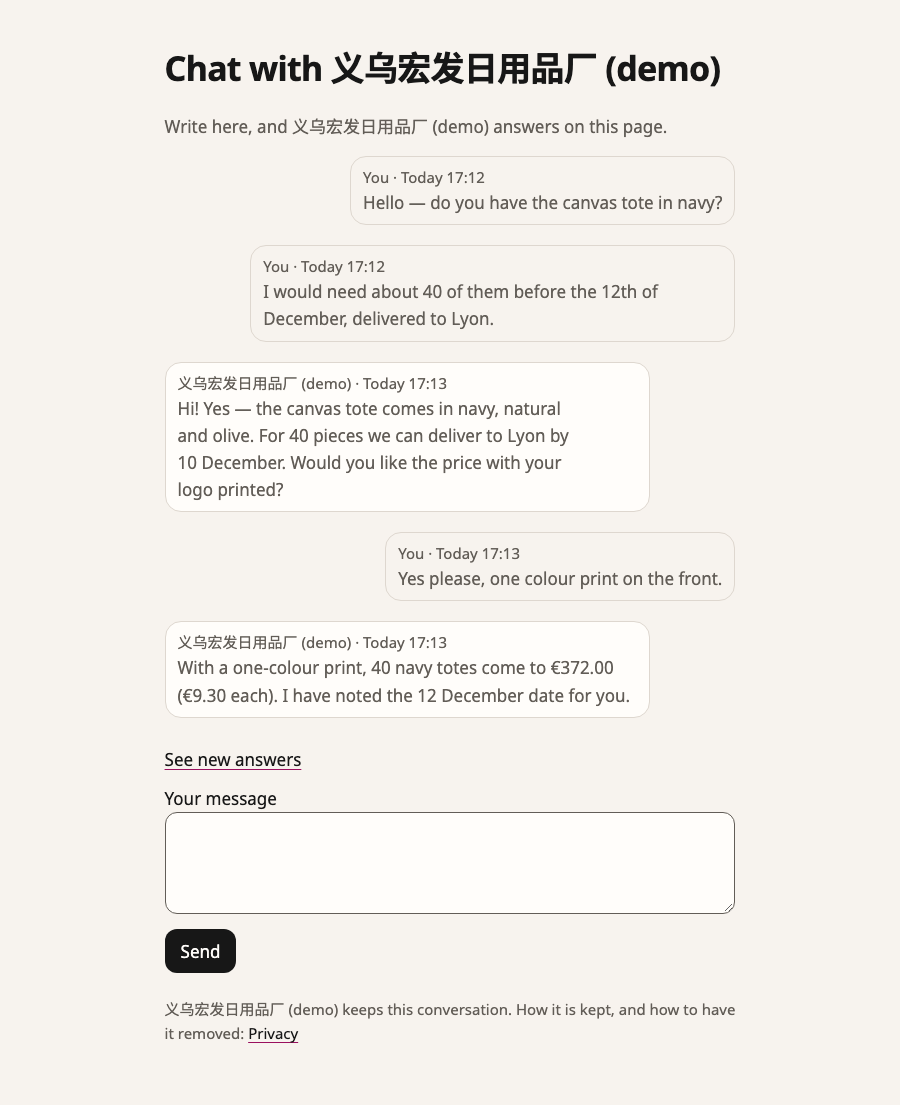 Chat with 义乌宏发日用品厂 (demo)
Write here, and 义乌宏发日用品厂 (demo) answers on this page.
You · Today 17:12
Hello — do you have the canvas tote in navy?
You · Today 17:12
I would need about 40 of them before the 12th of
December, delivered to Lyon.
义乌宏发日用品厂 (demo) · Today 17:13
Hi! Yes — the canvas tote comes in navy, natural
and olive. For 40 pieces we can deliver to Lyon by
10 December. Would you like the price with your
logo printed?
You · Today 17:13
Yes please, one colour print on the front.
义乌宏发日用品厂 (demo) · Today 17:13
With a one-colour print, 40 navy totes come to €372.00
(€9.30 each). I have noted the 12 December date for you.
See new answers
Your message
Send
义乌宏发日用品厂 (demo) keeps this conversation. How it is kept, and how to have
it removed: Privacy